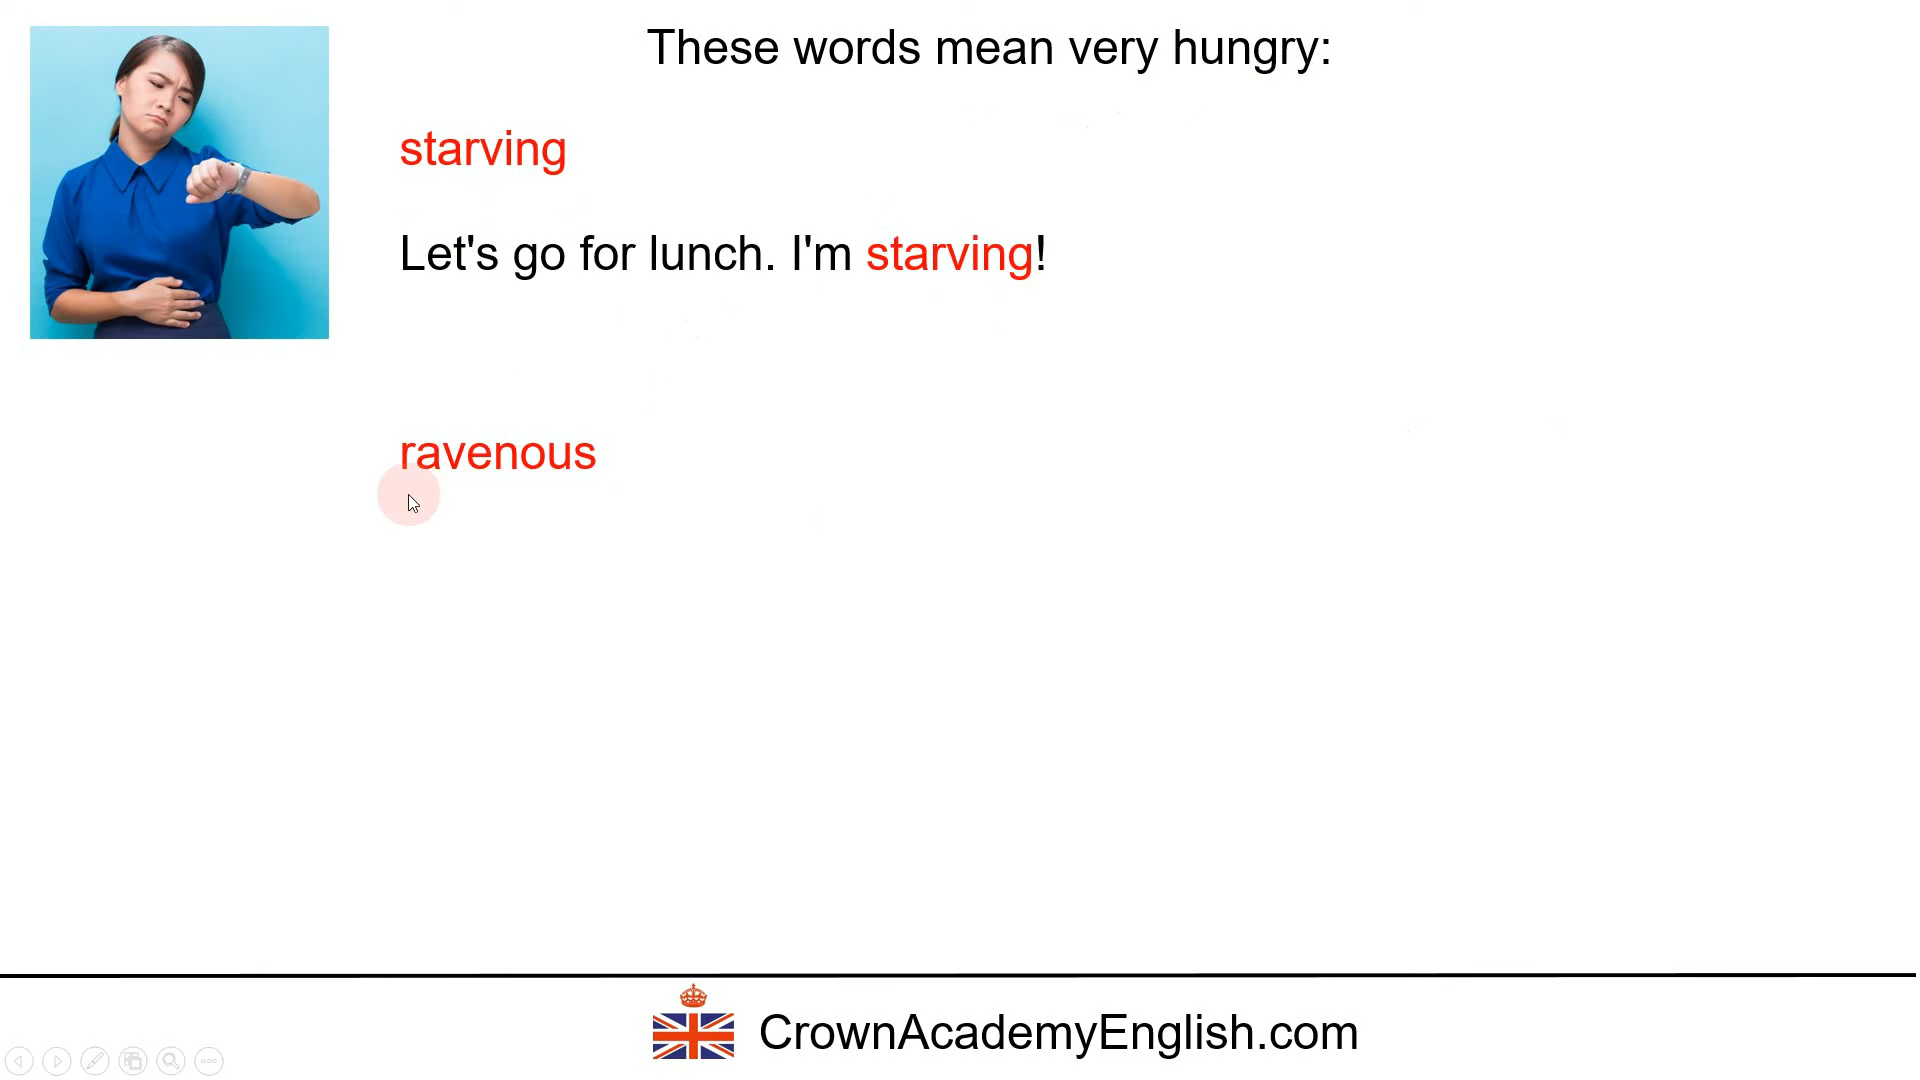 These words mean very hungry:
starving
Let's go for lunch. I'm starving!
ravenous
CrownAcademyEnglish.com